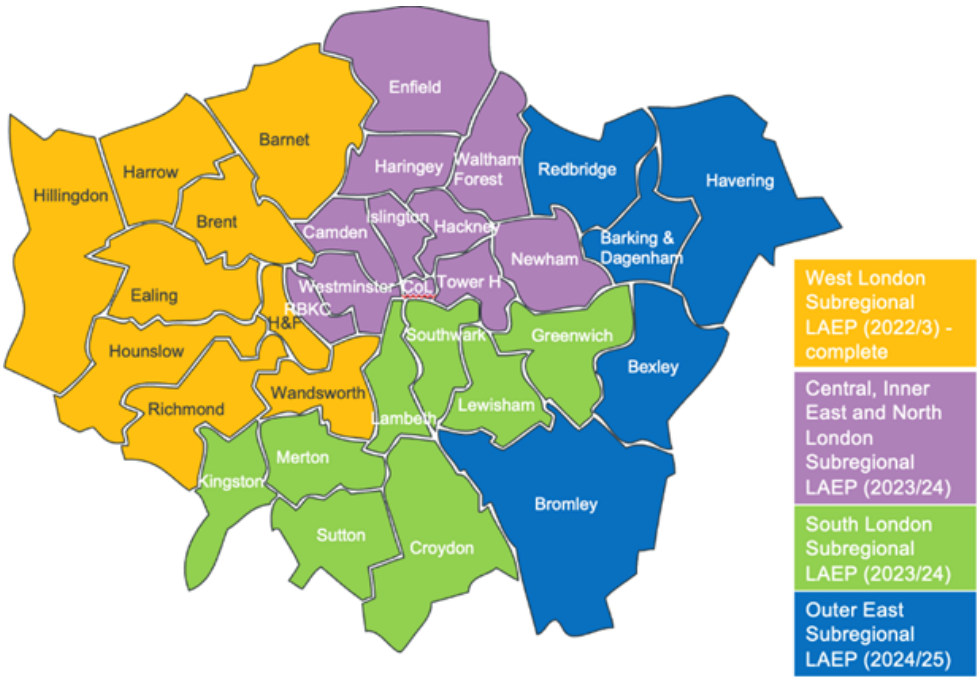 Enfield
Barnet
Haringey
Waltham
Forest
Redbridge
Havering
Harrow
Hillingdon
Brent
Camden
Islington
Hackney
Barking &
Dagenham
Newham
Ealing
Westminster
CoL
Tower H
RBKC
H&F
Hounslow
Southwark
Greenwich
Bexley
Wandsworth
Richmond
Lambeth
Lewisham
Merton
Kingston
Bromley
Sutton
Croydon
West London
Subregional
LAEP (2022/3) -
complete
Central, Inner
East and North
London
Subregional
LAEP (2023/24)
South London
Subregional
LAEP (2023/24)
Outer East
Subregional
LAEP (2024/25)